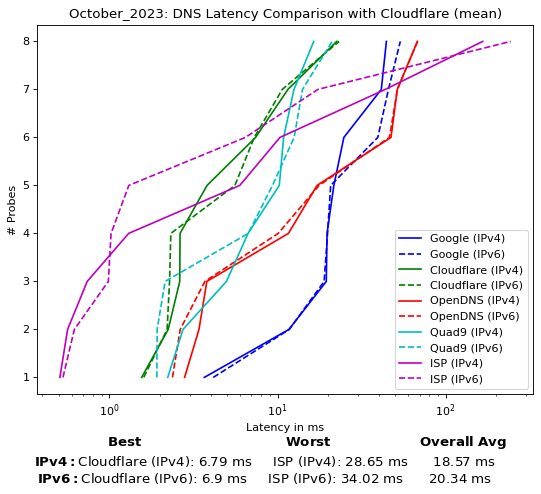 October_2023: DNS Latency Comparison with Cloudflare (mean)
# Probes
8
7
6
5
4
3
2
1
Google (IPv4)
Google (IPv6)
Cloudflare (IPv4)
Cloudflare (IPv6)
OpenDNS (IPv4)
OpenDNS (IPv6)
Quad9 (IPv4)
Quad9 (IPv6)
ISP (IPv4)
ISP (IPv6)
10⁰ 10¹ 10²
Latency in ms
Best Worst Overall Avg
IPv4: Cloudflare (IPv4): 6.79 ms ISP (IPv4): 28.65 ms 18.57 ms
IPv6: Cloudflare (IPv6): 6.9 ms ISP (IPv6): 34.02 ms 20.34 ms